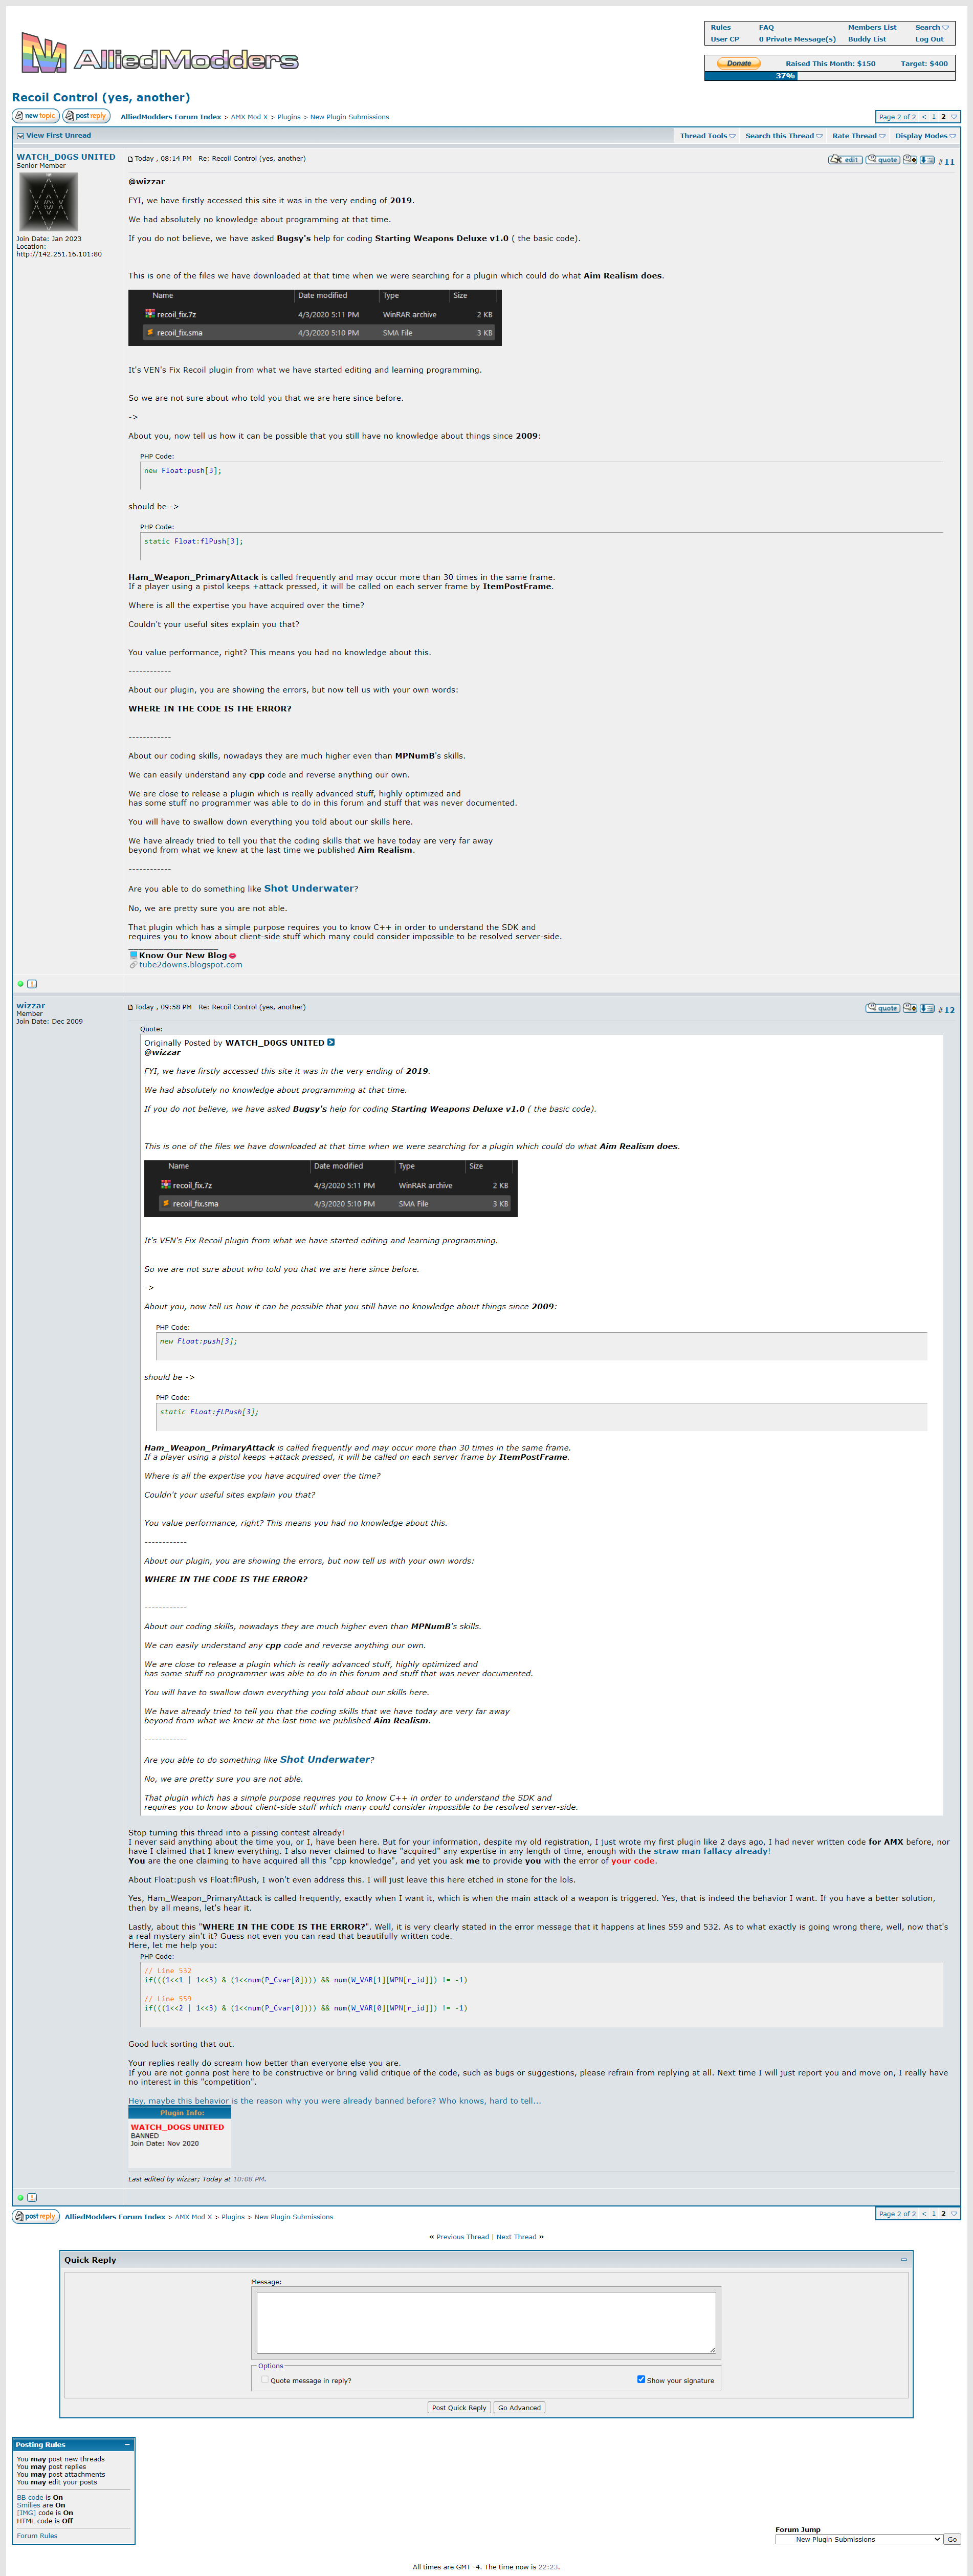 AlliedModders
Rules FAQ Members List Search
User CP 0 Private Message(s) Buddy List Log Out
Donate Raised This Month: $150 Target: $400
37%
Recoil Control (yes, another)
new topic post reply AlliedModders Forum Index > AMX Mod X > Plugins > New Plugin Submissions
Page 2 of 2 < 1 2
View First Unread Thread Tools Search this Thread Rate Thread Display Modes
WATCH_D0GS UNITED
Senior Member
Join Date: Jan 2023
Location:
http://142.251.16.101:80
Today , 08:14 PM Re: Recoil Control (yes, another) edit quote #11
@wizzar
FYI, we have firstly accessed this site it was in the very ending of 2019.
We had absolutely no knowledge about programming at that time.
If you do not believe, we have asked Bugsy's help for coding Starting Weapons Deluxe v1.0 ( the basic code).
This is one of the files we have downloaded at that time when we were searching for a plugin which could do what Aim Realism does.
Name Date modified Type Size
recoil_fix.7z 4/3/2020 5:11 PM WinRAR archive 2 KB
recoil_fix.sma 4/3/2020 5:10 PM SMA File 3 KB
It's VEN's Fix Recoil plugin from what we have started editing and learning programming.
So we are not sure about who told you that we are here since before.
->
About you, now tell us how it can be possible that you still have no knowledge about things since 2009:
PHP Code:
new Float:push[3];
should be ->
PHP Code:
static Float:flPush[3];
Ham_Weapon_PrimaryAttack is called frequently and may occur more than 30 times in the same frame.
If a player using a pistol keeps +attack pressed, it will be called on each server frame by ItemPostFrame.
Where is all the expertise you have acquired over the time?
Couldn't your useful sites explain you that?
You value performance, right? This means you had no knowledge about this.
------------
About our plugin, you are showing the errors, but now tell us with your own words:
WHERE IN THE CODE IS THE ERROR?
------------
About our coding skills, nowadays they are much higher even than MPNumB's skills.
We can easily understand any cpp code and reverse anything our own.
We are close to release a plugin which is really advanced stuff, highly optimized and
has some stuff no programmer was able to do in this forum and stuff that was never documented.
You will have to swallow down everything you told about our skills here.
We have already tried to tell you that the coding skills that we have today are very far away
beyond from what we knew at the last time we published Aim Realism.
------------
Are you able to do something like Shot Underwater?
No, we are pretty sure you are not able.
That plugin which has a simple purpose requires you to know C++ in order to understand the SDK and
requires you to know about client-side stuff which many could consider impossible to be resolved server-side.
Know Our New Blog
tube2downs.blogspot.com
wizzar
Member
Join Date: Dec 2009
Today , 09:58 PM Re: Recoil Control (yes, another) quote #12
Quote:
Originally Posted by WATCH_D0GS UNITED
@wizzar
FYI, we have firstly accessed this site it was in the very ending of 2019.
We had absolutely no knowledge about programming at that time.
If you do not believe, we have asked Bugsy's help for coding Starting Weapons Deluxe v1.0 ( the basic code).
This is one of the files we have downloaded at that time when we were searching for a plugin which could do what Aim Realism does.
Name Date modified Type Size
recoil_fix.7z 4/3/2020 5:11 PM WinRAR archive 2 KB
recoil_fix.sma 4/3/2020 5:10 PM SMA File 3 KB
It's VEN's Fix Recoil plugin from what we have started editing and learning programming.
So we are not sure about who told you that we are here since before.
->
About you, now tell us how it can be possible that you still have no knowledge about things since 2009:
PHP Code:
new Float:push[3];
should be ->
PHP Code:
static Float:flPush[3];
Ham_Weapon_PrimaryAttack is called frequently and may occur more than 30 times in the same frame.
If a player using a pistol keeps +attack pressed, it will be called on each server frame by ItemPostFrame.
Where is all the expertise you have acquired over the time?
Couldn't your useful sites explain you that?
You value performance, right? This means you had no knowledge about this.
------------
About our plugin, you are showing the errors, but now tell us with your own words:
WHERE IN THE CODE IS THE ERROR?
------------
About our coding skills, nowadays they are much higher even than MPNumB's skills.
We can easily understand any cpp code and reverse anything our own.
We are close to release a plugin which is really advanced stuff, highly optimized and
has some stuff no programmer was able to do in this forum and stuff that was never documented.
You will have to swallow down everything you told about our skills here.
We have already tried to tell you that the coding skills that we have today are very far away
beyond from what we knew at the last time we published Aim Realism.
------------
Are you able to do something like Shot Underwater?
No, we are pretty sure you are not able.
That plugin which has a simple purpose requires you to know C++ in order to understand the SDK and
requires you to know about client-side stuff which many could consider impossible to be resolved server-side.
Stop turning this thread into a pissing contest already!
I never said anything about the time you, or I, have been here. But for your information, despite my old registration, I just wrote my first plugin like 2 days ago, I had never written code for AMX before, nor
have I claimed that I knew everything. I also never claimed to have "acquired" any expertise in any length of time, enough with the straw man fallacy already!
You are the one claiming to have acquired all this "cpp knowledge", and yet you ask me to provide you with the error of your code.
About Float:push vs Float:flPush, I won't even address this. I will just leave this here etched in stone for the lols.
Yes, Ham_Weapon_PrimaryAttack is called frequently, exactly when I want it, which is when the main attack of a weapon is triggered. Yes, that is indeed the behavior I want. If you have a better solution,
then by all means, let's hear it.
Lastly, about this "WHERE IN THE CODE IS THE ERROR?". Well, it is very clearly stated in the error message that it happens at lines 559 and 532. As to what exactly is going wrong there, well, now that's
a real mystery ain't it? Guess not even you can read that beautifully written code.
Here, let me help you:
PHP Code:
// Line 532
if(((1<<1 | 1<<3) & (1<<num(P_Cvar[0]))) && num(W_VAR[1][WPN[r_id]]) != -1)
// Line 559
if(((1<<2 | 1<<3) & (1<<num(P_Cvar[0]))) && num(W_VAR[0][WPN[r_id]]) != -1)
Good luck sorting that out.
Your replies really do scream how better than everyone else you are.
If you are not gonna post here to be constructive or bring valid critique of the code, such as bugs or suggestions, please refrain from replying at all. Next time I will just report you and move on, I really have
no interest in this "competition".
Hey, maybe this behavior is the reason why you were already banned before? Who knows, hard to tell...
Plugin Info:
WATCH_DOGS UNITED
BANNED
Join Date: Nov 2020
Last edited by wizzar; Today at 10:08 PM.
post reply AlliedModders Forum Index > AMX Mod X > Plugins > New Plugin Submissions
Page 2 of 2 < 1 2
« Previous Thread | Next Thread »
Quick Reply
Message:
Options
Quote message in reply? Show your signature
Post Quick Reply Go Advanced
Posting Rules
You may post new threads
You may post replies
You may post attachments
You may edit your posts
BB code is On
Smilies are On
[IMG] code is On
HTML code is Off
Forum Rules
Forum Jump
New Plugin Submissions Go
All times are GMT -4. The time now is 22:23.